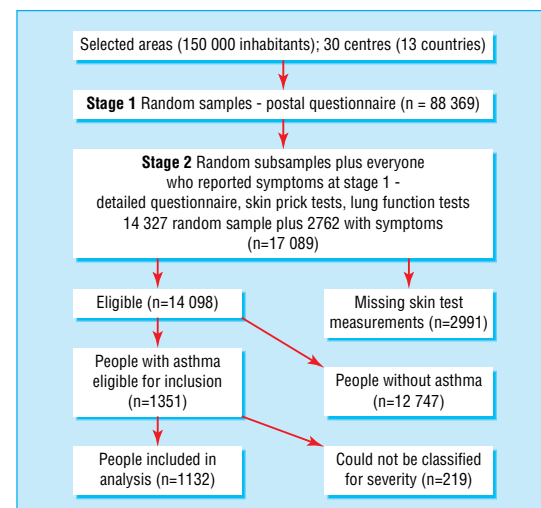 Selected areas (150 000 inhabitants); 30 centres (13 countries)
Stage 1 Random samples - postal questionnaire (n = 88 369)
Stage 2 Random subsamples plus everyone
who reported symptoms at stage 1 -
detailed questionnaire, skin prick tests, lung function tests
14 327 random sample plus 2762 with symptoms
(n=17 089)
Eligible (n=14 098)
Missing skin test
measurements (n=2991)
People with asthma
eligible for inclusion
(n=1351)
People without asthma
(n=12 747)
People included in
analysis (n=1132)
Could not be classified
for severity (n=219)